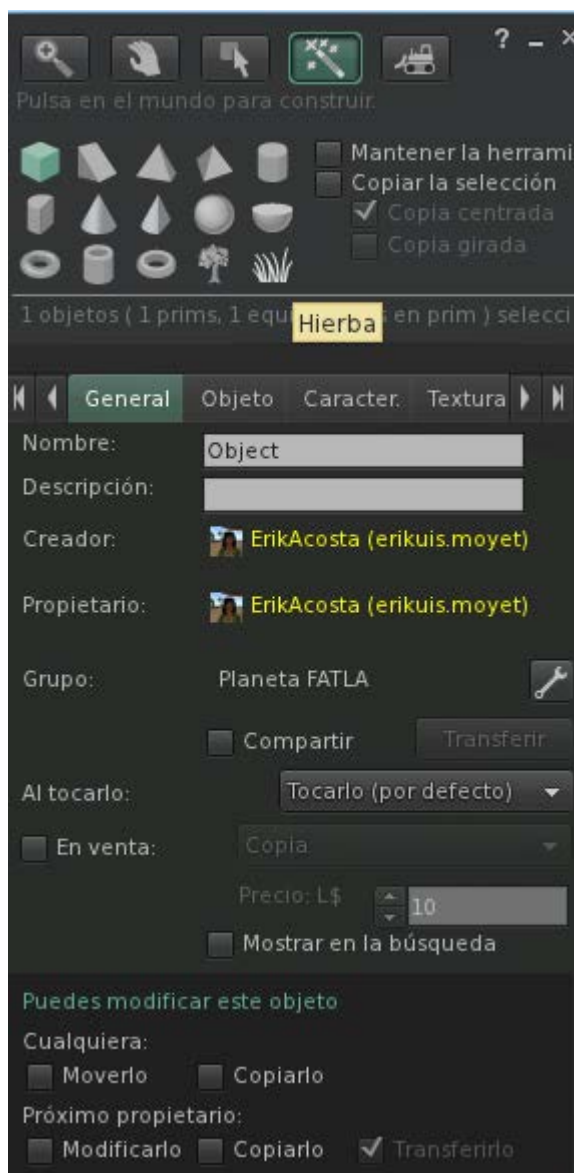 ? – ×
Pulsa en el mundo para construir.
Mantener la herrami
Copiar la selección
Copia centrada
Copia girada
1 objetos ( 1 prims, 1 equi s en prim ) selecci
Hierba
General Objeto Caracter. Textura
Nombre: Object
Descripción:
Creador: ErikAcosta (erikuis.moyet)
Propietario: ErikAcosta (erikuis.moyet)
Grupo: Planeta FATLA
Compartir Transferir
Al tocarlo: Tocarlo (por defecto)
En venta: Copia
Precio: L$ 10
Mostrar en la búsqueda
Puedes modificar este objeto
Cualquiera:
Moverlo Copiarlo
Próximo propietario:
Modificarlo Copiarlo Transferirlo